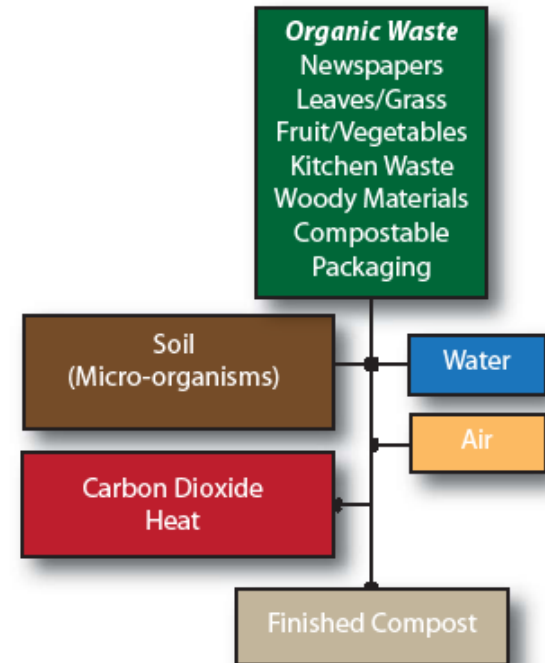 Organic Waste
Newspapers
Leaves/Grass
Fruit/Vegetables
Kitchen Waste
Woody Materials
Compostable
Packaging
Soil
(Micro-organisms)
Water
Air
Carbon Dioxide
Heat
Finished Compost